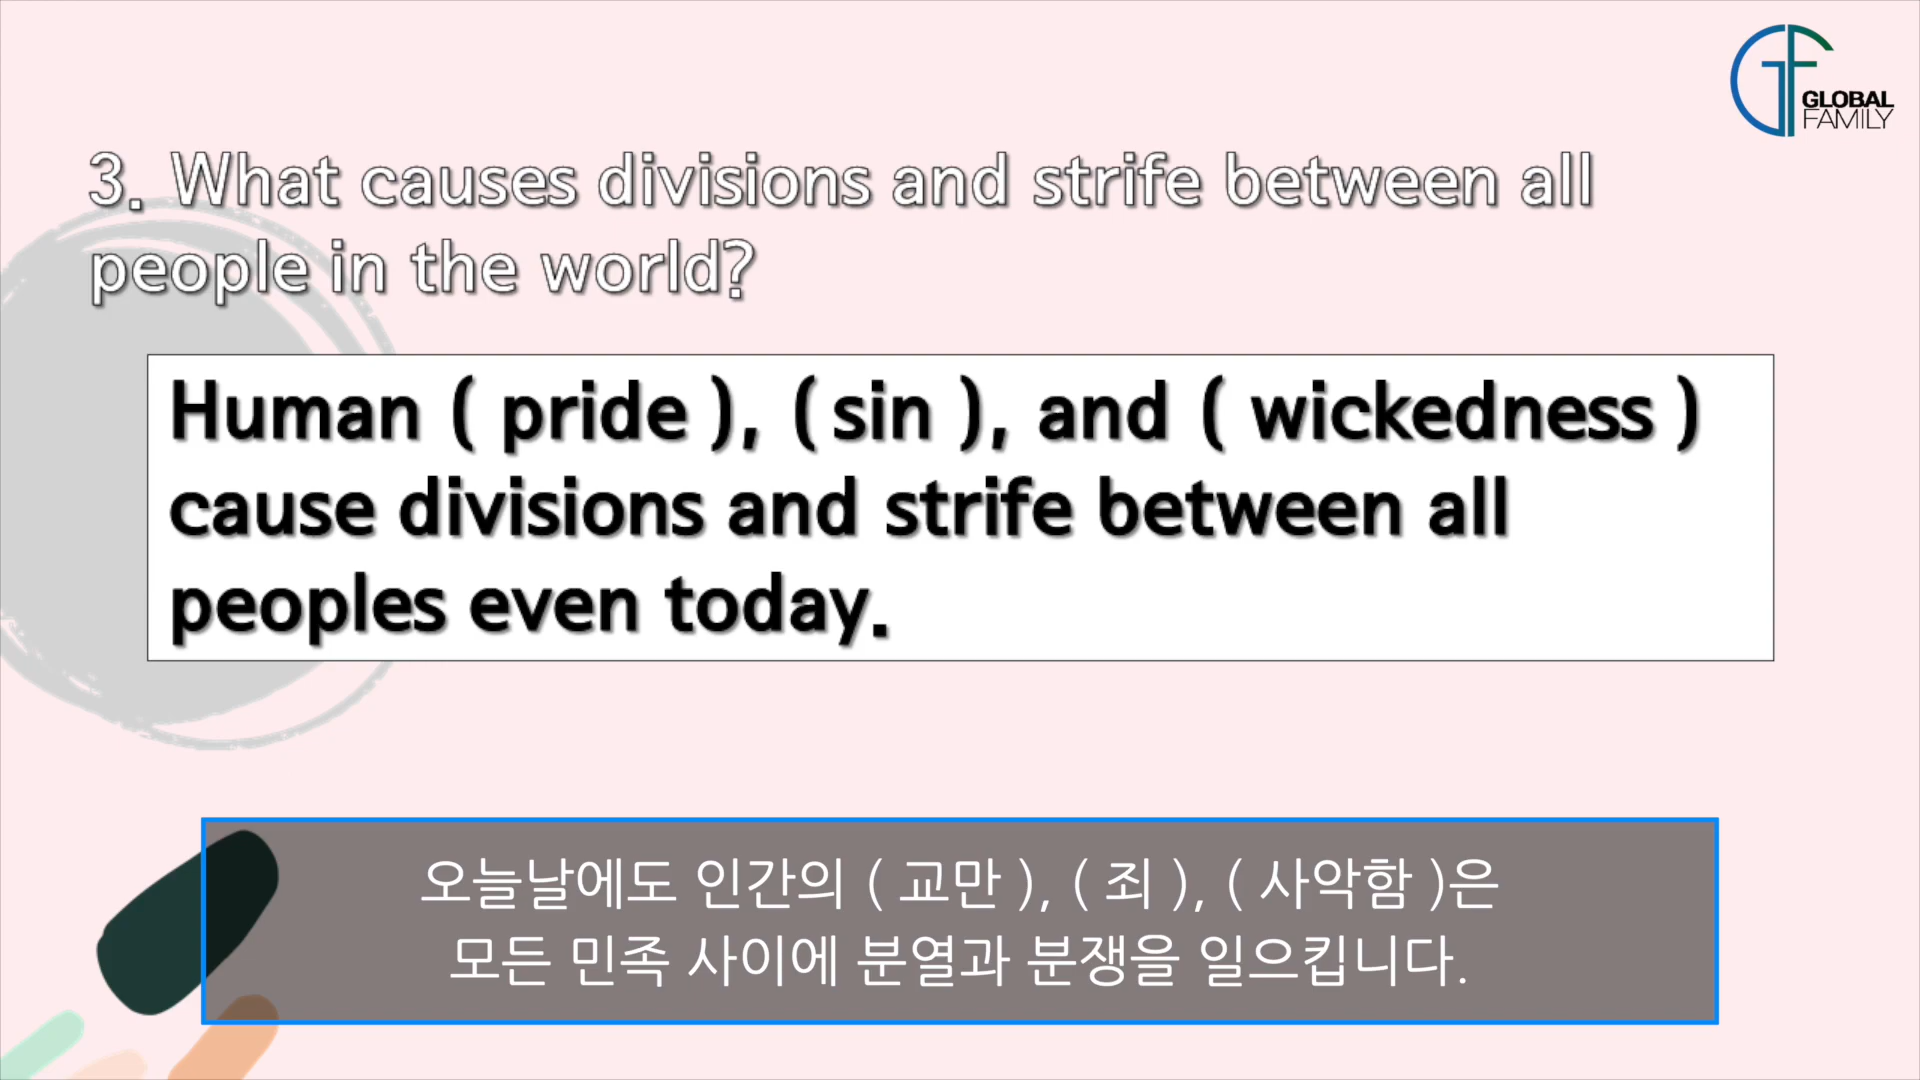 GF
GLOBAL
FAMILY
3. What causes divisions and strife between all
people in the world?
Human ( pride ), ( sin ), and ( wickedness )
cause divisions and strife between all
peoples even today.
오늘날에도 인간의 ( 교만 ), ( 죄 ), ( 사악함 )은
모든 민족 사이에 분열과 분쟁을 일으킵니다.